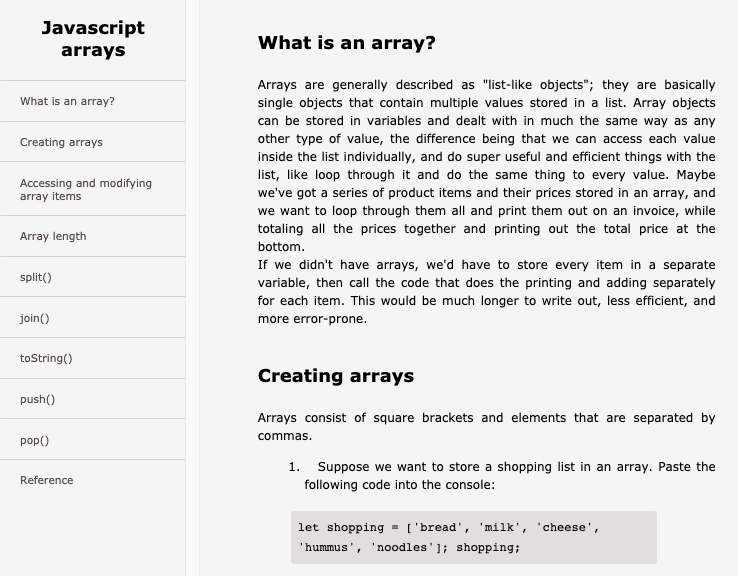 Javascript
arrays
What is an array?
Creating arrays
Accessing and modifying
array items
Array length
split()
join()
toString()
push()
pop()
Reference
What is an array?
Arrays are generally described as "list-like objects"; they are basically
single objects that contain multiple values stored in a list. Array objects
can be stored in variables and dealt with in much the same way as any
other type of value, the difference being that we can access each value
inside the list individually, and do super useful and efficient things with the
list, like loop through it and do the same thing to every value. Maybe
we've got a series of product items and their prices stored in an array, and
we want to loop through them all and print them out on an invoice, while
totaling all the prices together and printing out the total price at the
bottom.
If we didn't have arrays, we'd have to store every item in a separate
variable, then call the code that does the printing and adding separately
for each item. This would be much longer to write out, less efficient, and
more error-prone.
Creating arrays
Arrays consist of square brackets and elements that are separated by
commas.
1. Suppose we want to store a shopping list in an array. Paste the
following code into the console:
let shopping = ['bread', 'milk', 'cheese',
'hummus', 'noodles']; shopping;